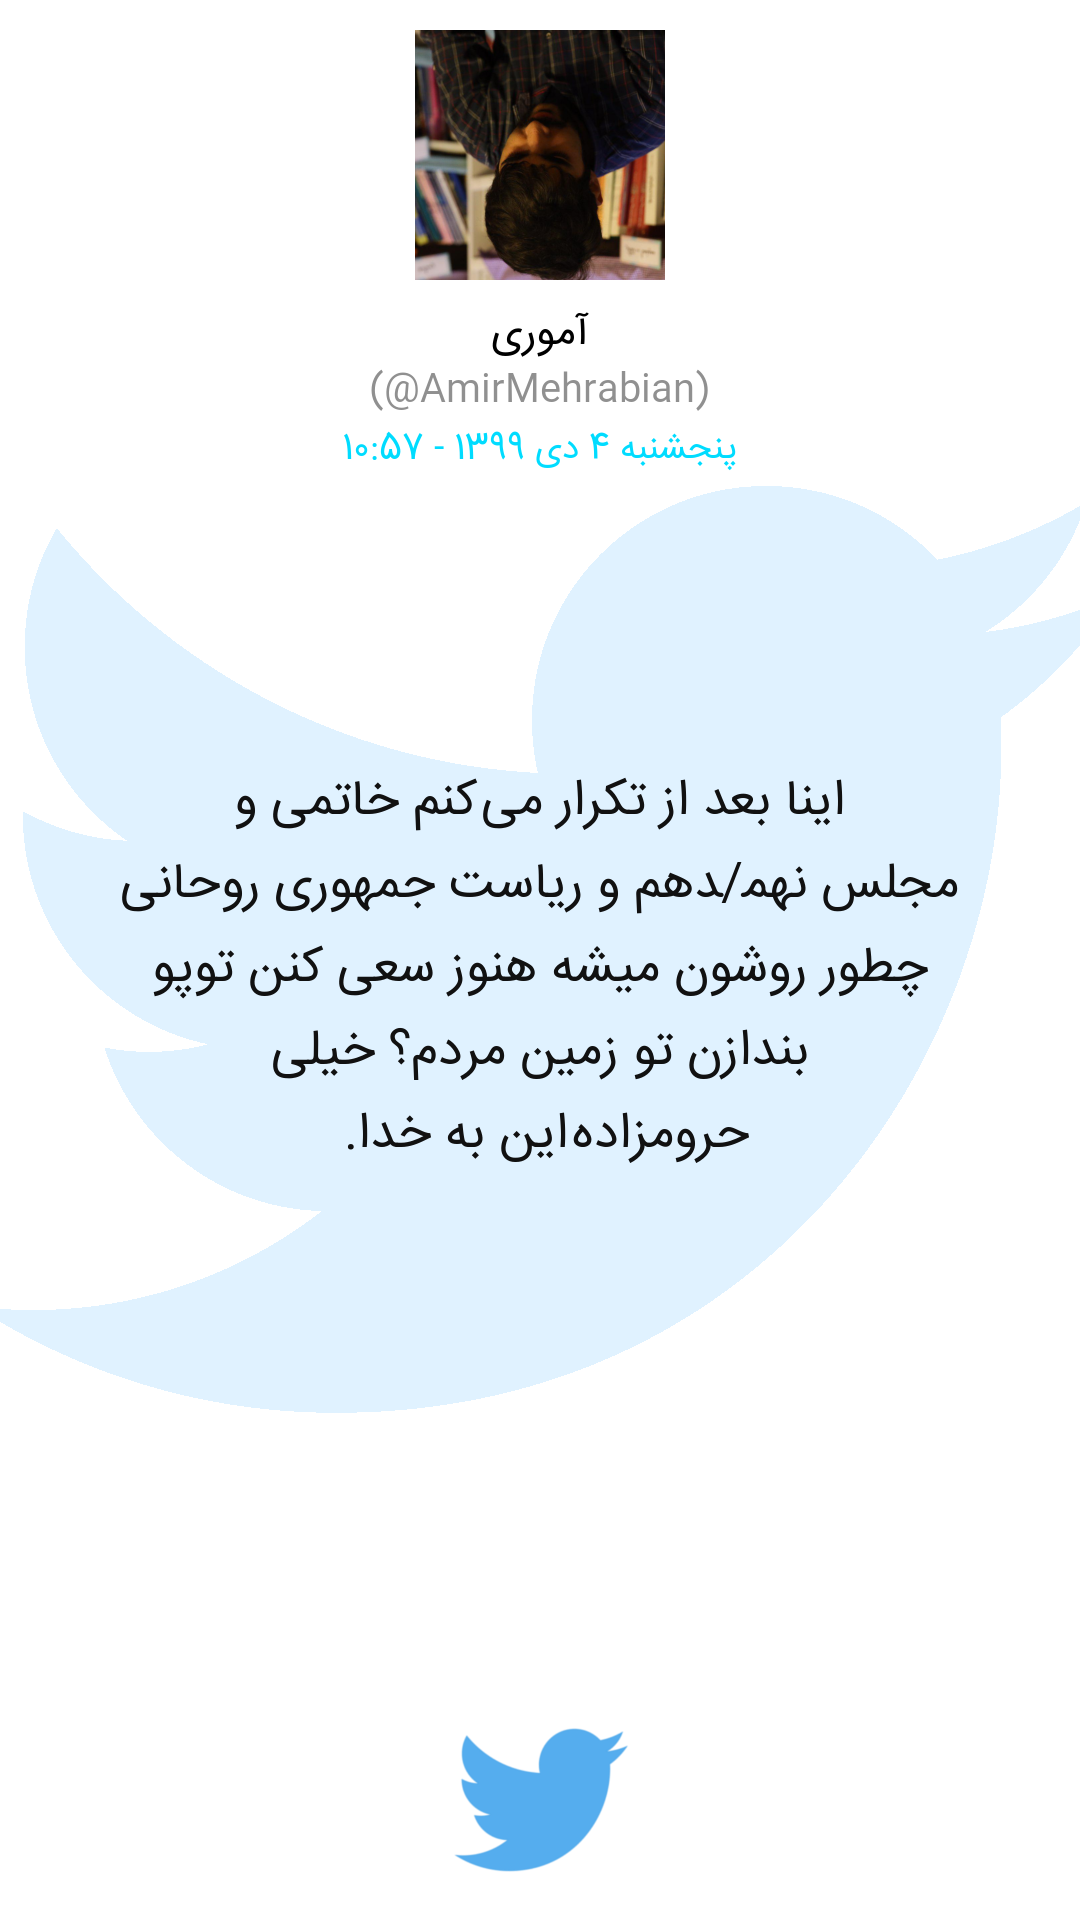 آموری
(@AmirMehrabian)
پنجشنبه ۴ دی ۱۳۹۹ - ۱۰:۵۷
اینا بعد از تکرار می‌کنم خاتمی و
مجلس نهم/دهم و ریاست جمهوری روحانی
چطور روشون میشه هنوز سعی کنن توپو
بندازن تو زمین مردم؟ خیلی
حرومزاده‌این به خدا.